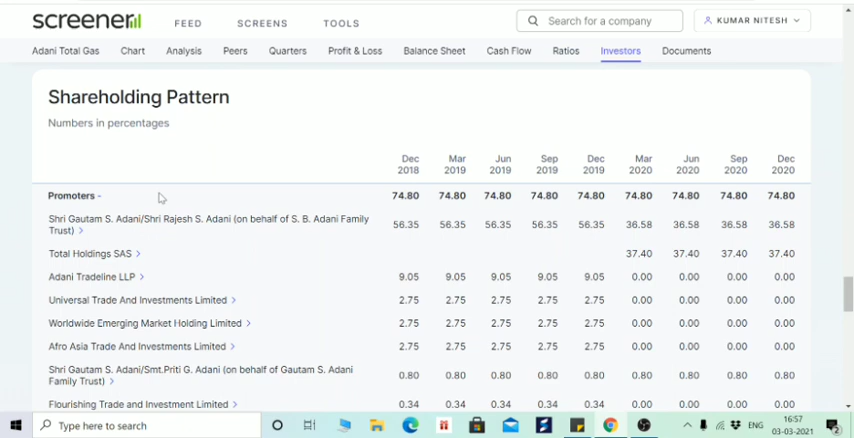 screener
FEED SCREENS TOOLS
Search for a company
KUMAR NITESH
Adani Total Gas Chart Analysis Peers Quarters Profit & Loss Balance Sheet Cash Flow Ratios Investors Documents
Shareholding Pattern
Numbers in percentages
Dec 2018 Mar 2019 Jun 2019 Sep 2019 Dec 2019 Mar 2020 Jun 2020 Sep 2020 Dec 2020
Promoters - 74.80 74.80 74.80 74.80 74.80 74.80 74.80 74.80 74.80
Shri Gautam S. Adani/Shri Rajesh S. Adani (on behalf of S. B. Adani Family
Trust) > 56.35 56.35 56.35 56.35 56.35 36.58 36.58 36.58 36.58
Total Holdings SAS > 37.40 37.40 37.40 37.40
Adani Tradeline LLP > 9.05 9.05 9.05 9.05 9.05 0.00 0.00 0.00 0.00
Universal Trade And Investments Limited > 2.75 2.75 2.75 2.75 2.75 0.00 0.00 0.00 0.00
Worldwide Emerging Market Holding Limited > 2.75 2.75 2.75 2.75 2.75 0.00 0.00 0.00 0.00
Afro Asia Trade And Investments Limited > 2.75 2.75 2.75 2.75 2.75 0.00 0.00 0.00 0.00
Shri Gautam S. Adani/Smt.Priti G. Adani (on behalf of Gautam S. Adani
Family Trust) > 0.80 0.80 0.80 0.80 0.80 0.80 0.80 0.80 0.80
Flourishing Trade and Investment Limited > 0.34 0.34 0.34 0.34 0.34 0.00 0.00 0.00 0.00
Type here to search
ENG
16:57
03-03-2021
2